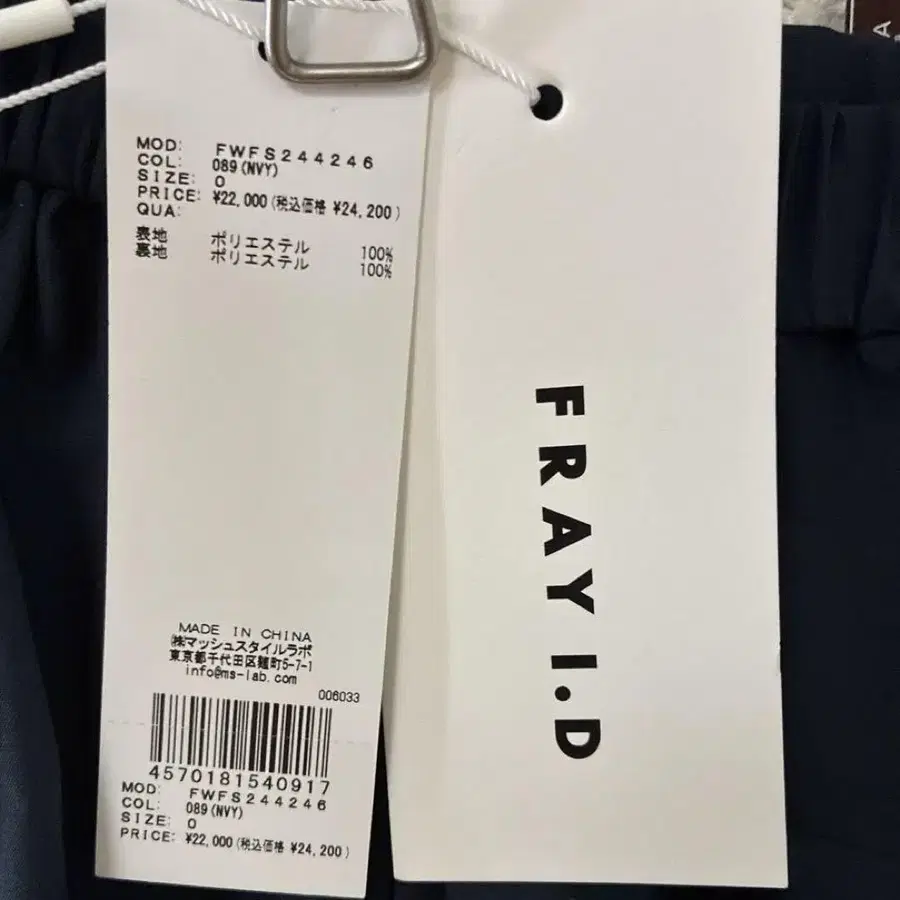 MOD: FWFS244246
COL: 089(NVY)
SIZE: 0
PRICE: ¥22,000(税込価格 ¥24,200)
QUA:
表地 ポリエステル 100%
裏地 ポリエステル 100%
MADE IN CHINA
㈱マッシュスタイルラボ
東京都千代田区麹町5-7-1
info@ms-lab.com
006033
4570181540917
MOD: FWFS244246
COL: 089(NVY)
SIZE: 0
PRICE: ¥22,000(税込価格 ¥24,200)
FRAY I.D